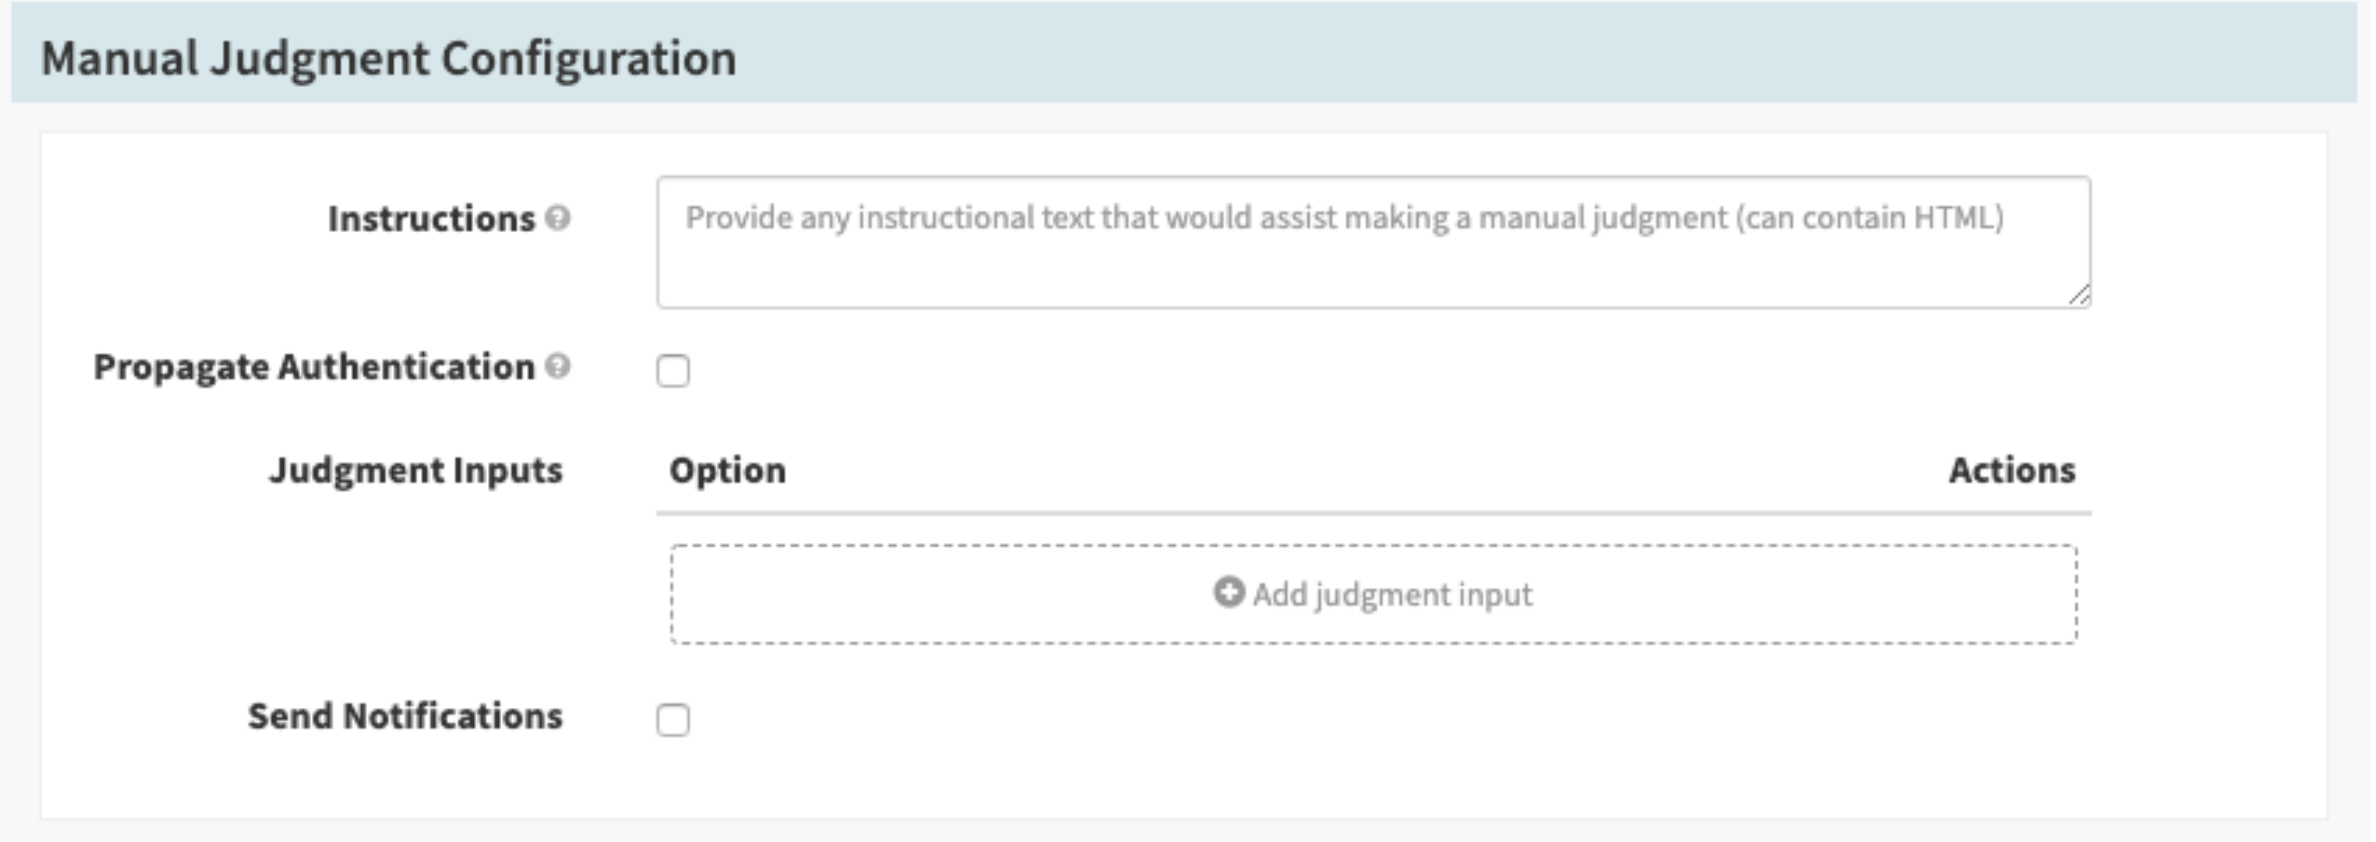 Manual Judgment Configuration
Instructions
Provide any instructional text that would assist making a manual judgment (can contain HTML)
Propagate Authentication
Judgment Inputs Option Actions
Add judgment input
Send Notifications